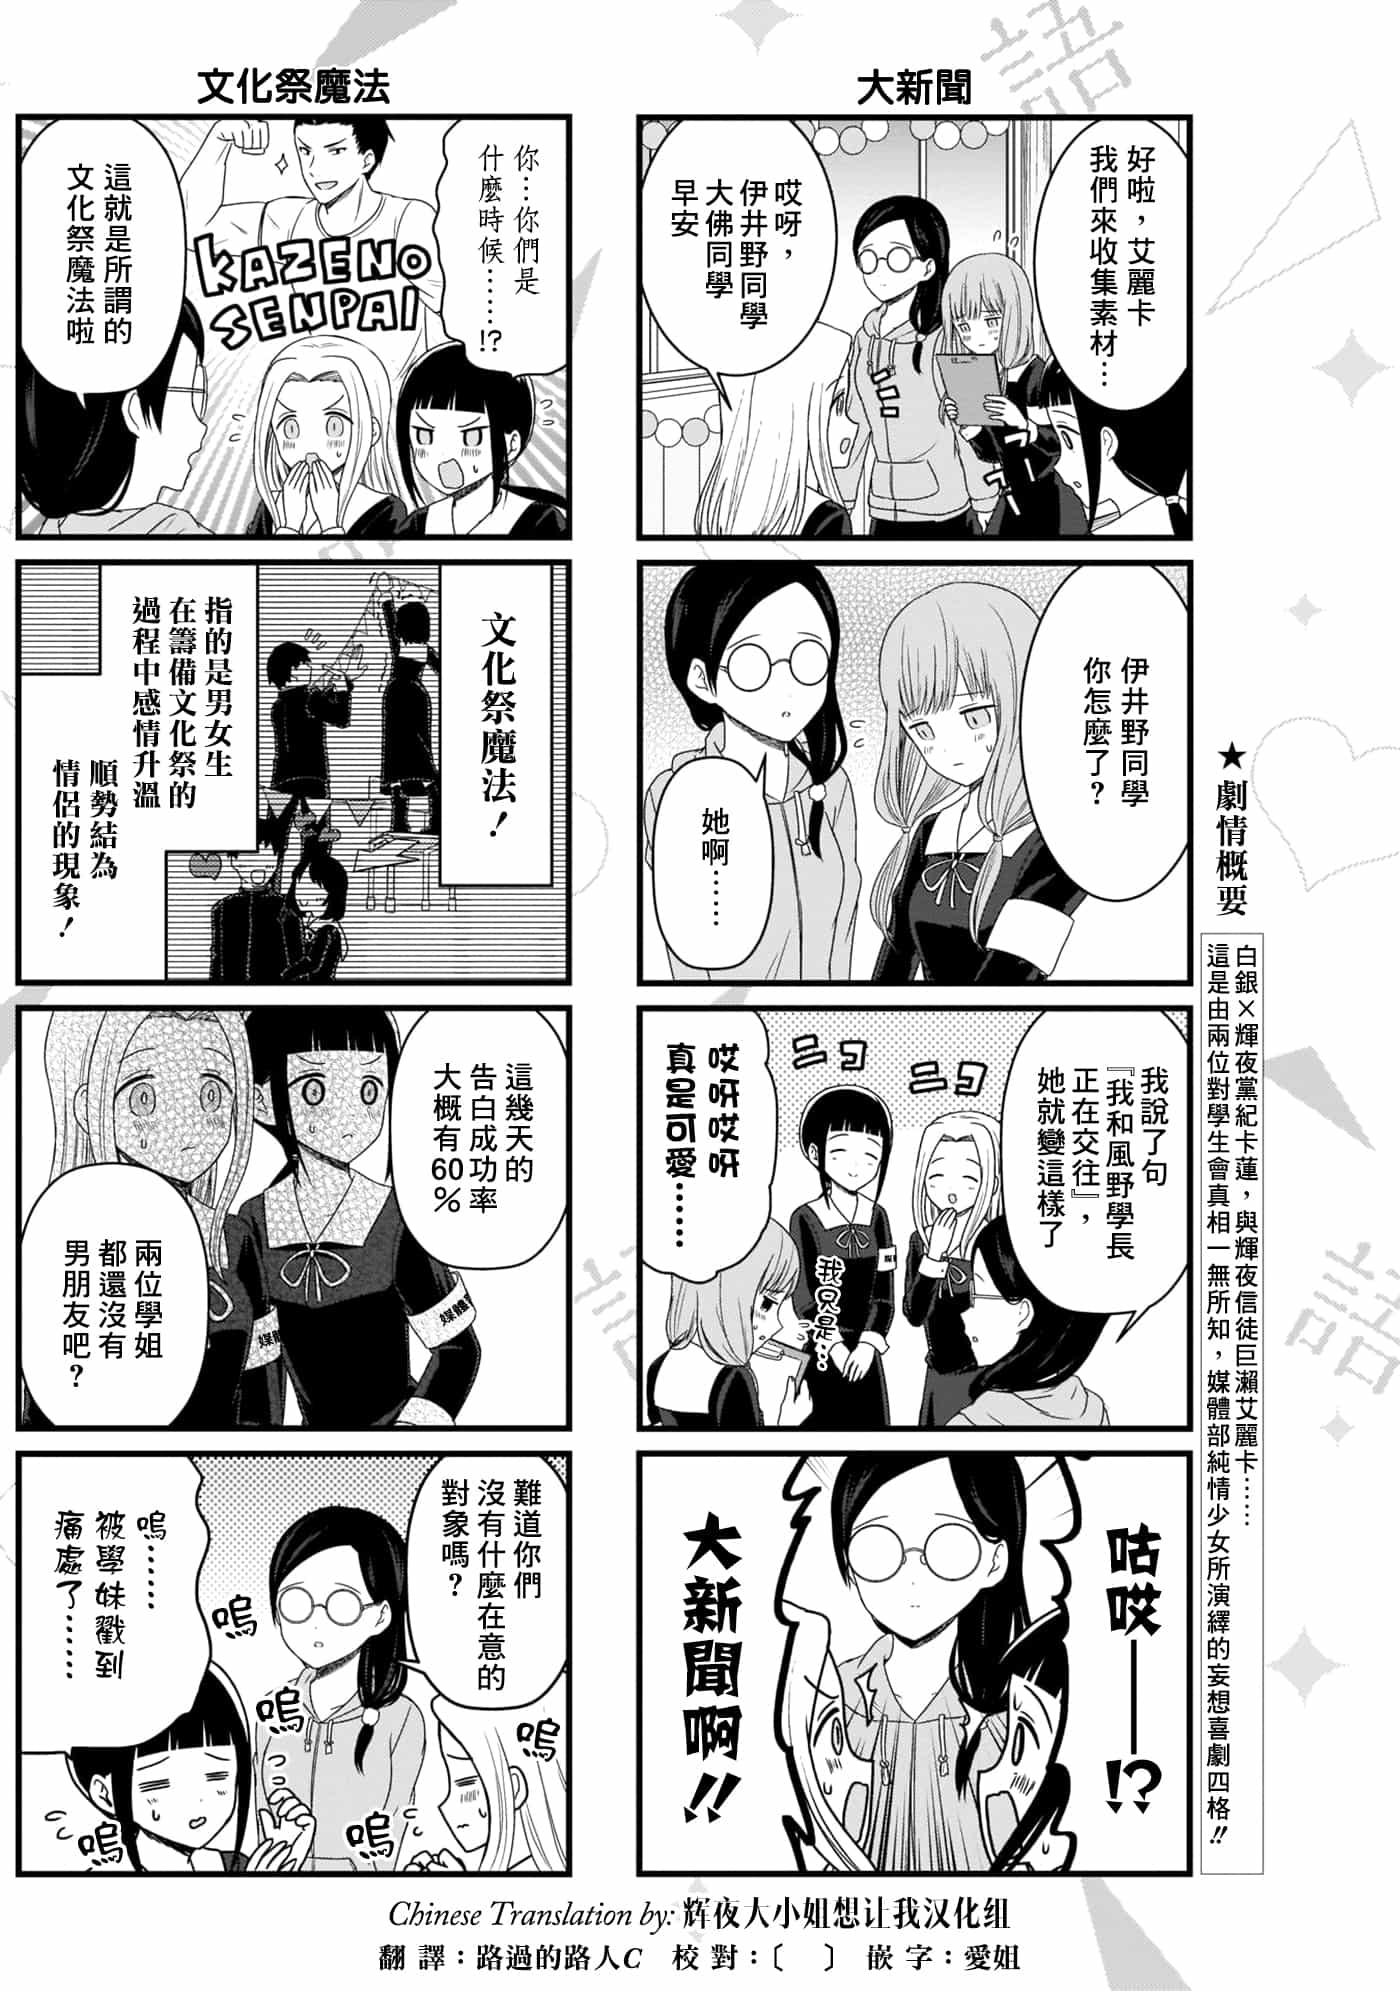 ★劇情概要
白銀×輝夜黨紀卡蓮，與輝夜信徒巨瀨艾麗卡……
這是由兩位對學生會真相一無所知，媒體部純情少女所演繹的妄想喜劇四格!!
大新聞
好啦，艾麗卡
我們來收集素材…
哎呀，
伊井野同學
大佛同學
早安
伊井野同學
你怎麼了?
她啊……
我說了句
『我和風野學長
正在交往』，
她就變這樣了
ニコ
ニコ
哎呀哎呀
真是可愛……
我只是…
咕哎——!?
大新聞啊!!
文化祭魔法
你…你們是
什麼時候……!?
KAZENO
SENPAI
這就是所謂的
文化祭魔法啦
文化祭魔法!
指的是男女生
在籌備文化祭的
過程中感情升溫
順勢結為
情侶的現象!
這幾天的
告白成功率
大概有60%
媒體
媒體
兩位學姐
都還沒有
男朋友吧?
難道你們
沒有什麼在意的
對象嗎?
嗚……
被學妹戳到
痛處了……
嗚
嗚
嗚
嗚
嗚
Chinese Translation by: 辉夜大小姐想让我汉化组
翻譯：路過的路人C 校對：〔 〕 嵌字：愛姐